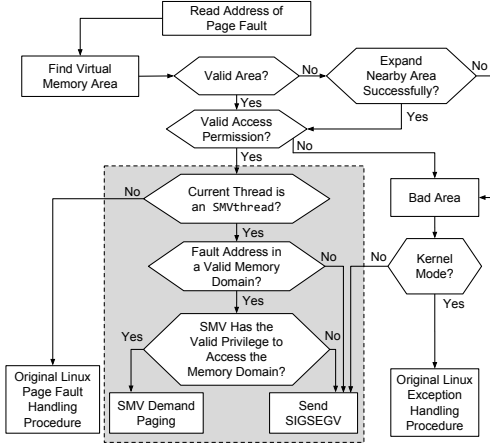 Read Address of
Page Fault
Find Virtual
Memory Area
Valid Area?
No
Expand
Nearby Area
Successfully?
No
Yes
Yes
Valid Access
Permission?
No
Yes
No
Current Thread is
an SMVthread?
Bad Area
Yes
Fault Address in
a Valid Memory
Domain?
No
No
Kernel
Mode?
Yes
Yes
Yes
SMV Has the
Valid Privilege to
Access the
Memory Domain?
No
Original Linux
Page Fault
Handling
Procedure
SMV Demand
Paging
Send
SIGSEGV
Original Linux
Exception
Handling
Procedure